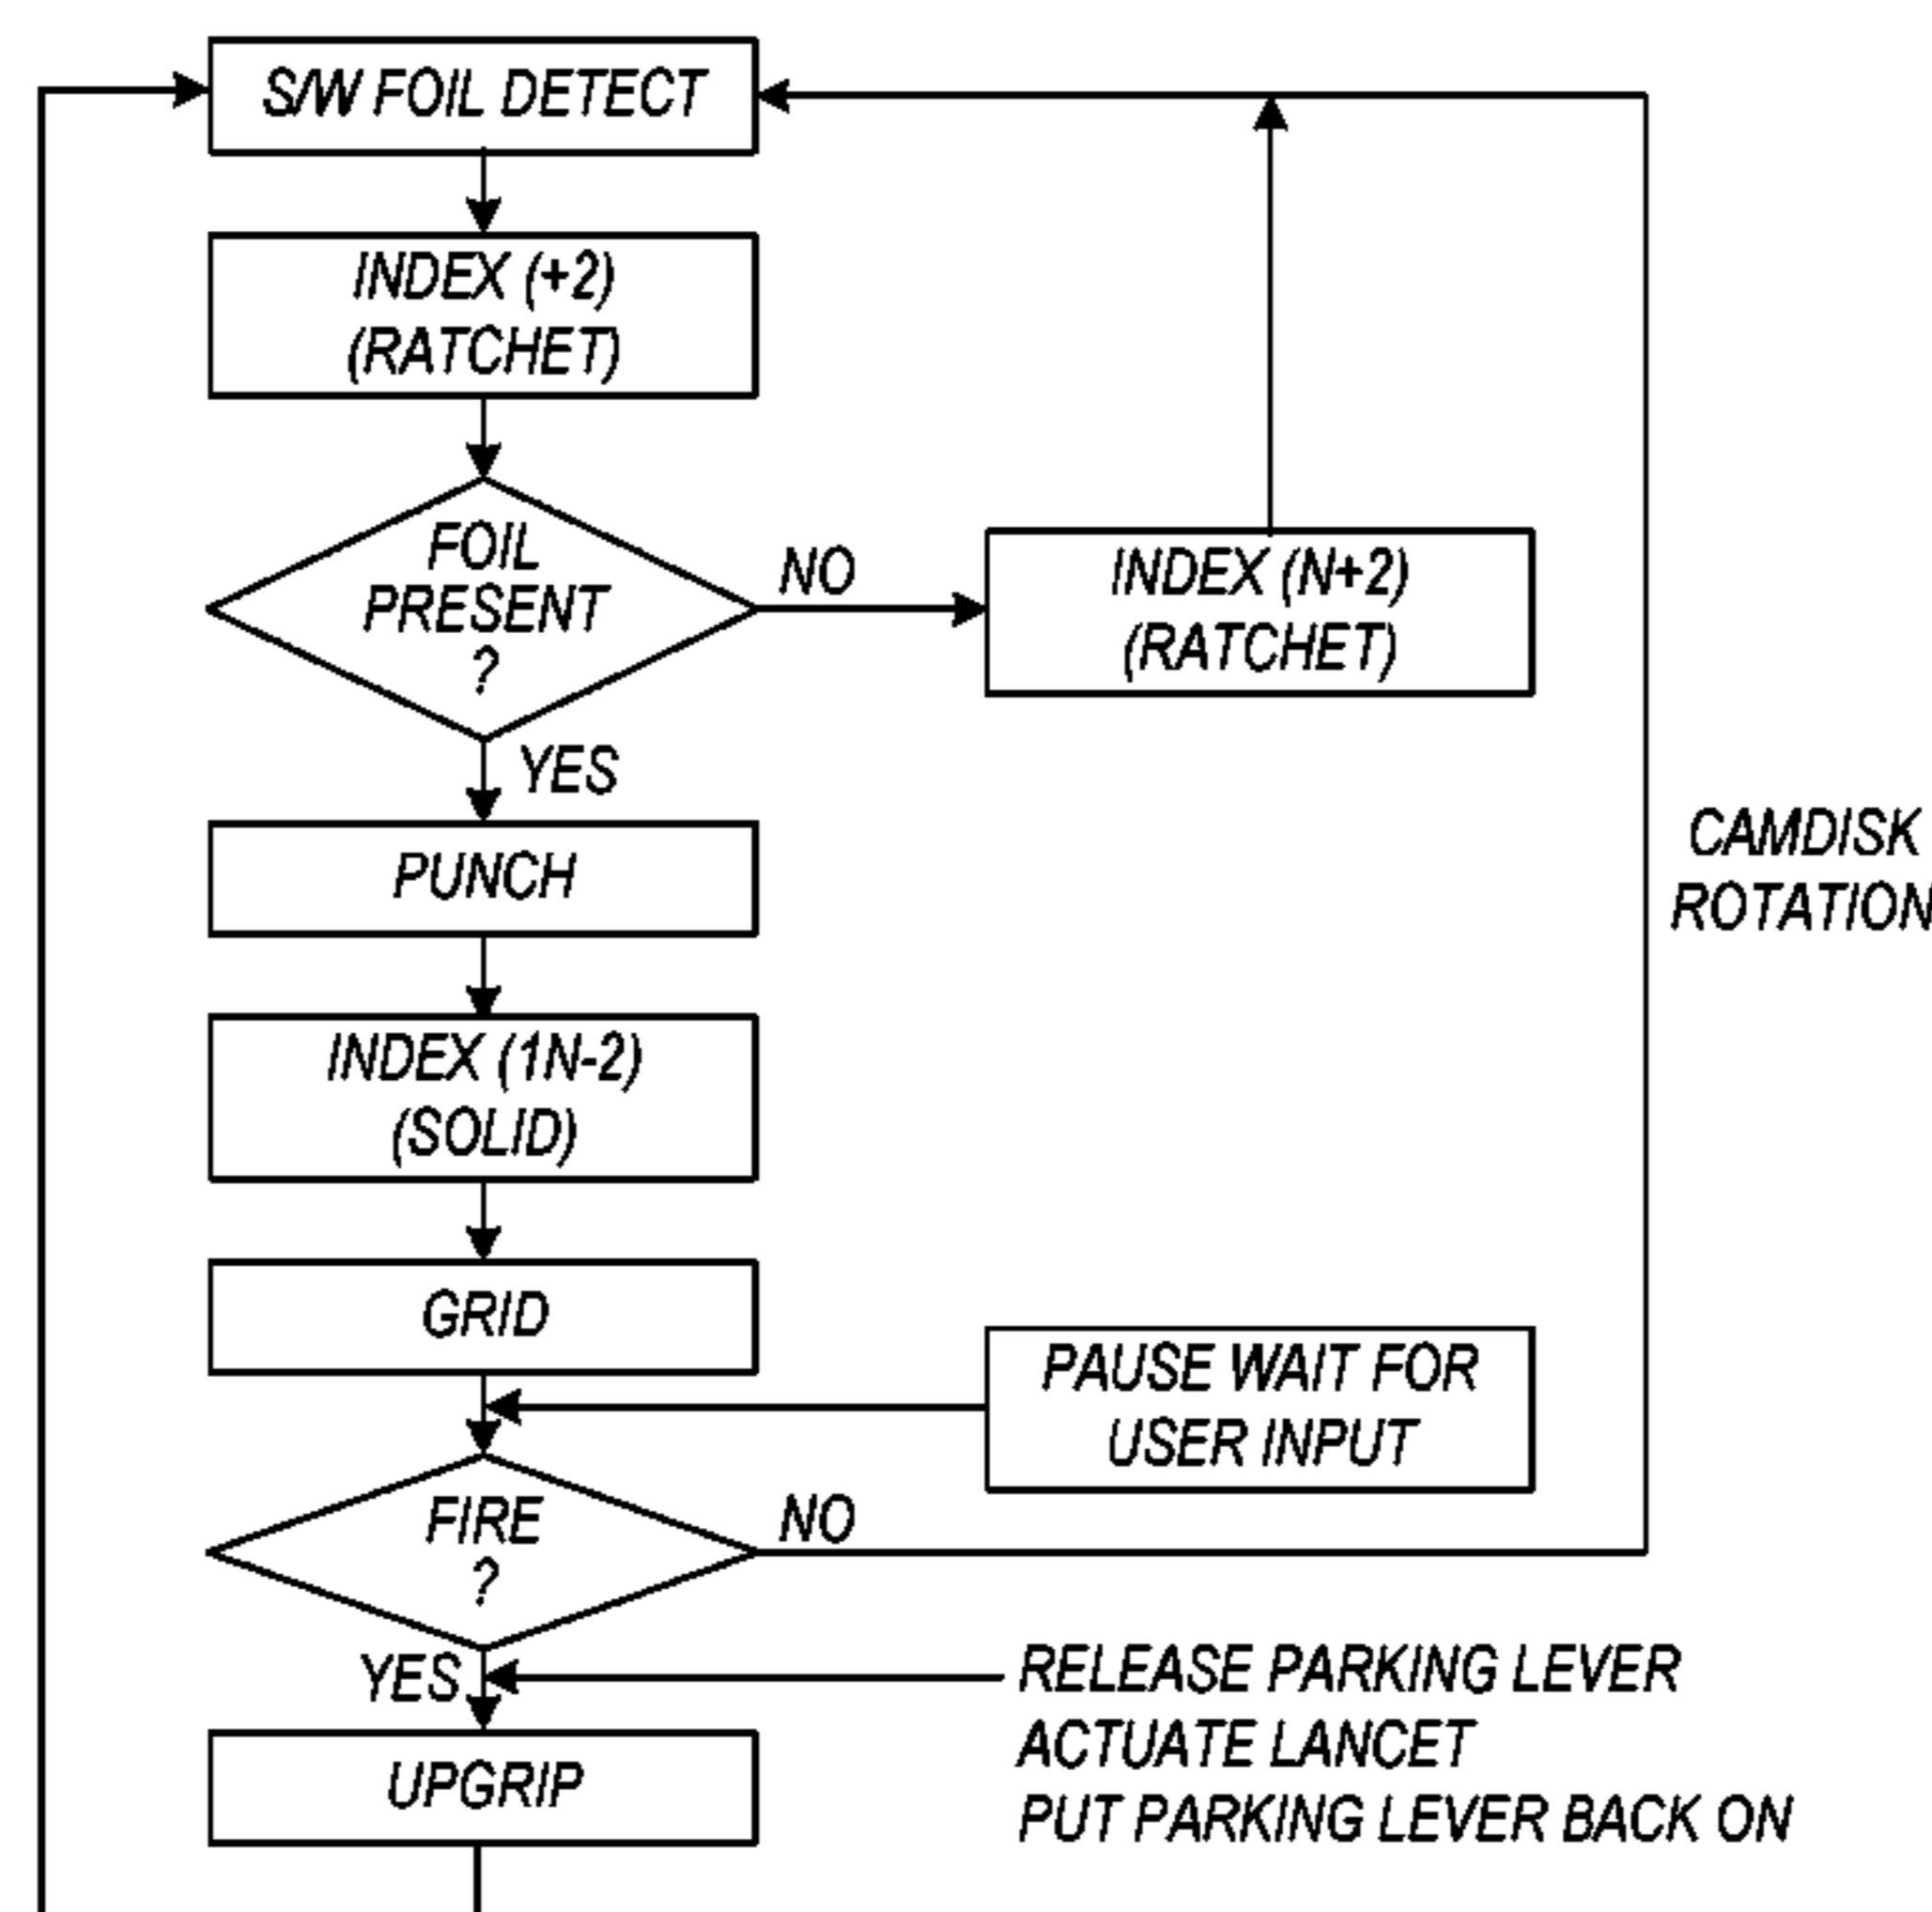 S/W FOIL DETECT
INDEX (+2)
(RATCHET)
FOIL
PRESENT
?
NO
INDEX (N+2)
(RATCHET)
YES
PUNCH
CAMDISK
ROTATION
INDEX (1N-2)
(SOLID)
GRID
PAUSE WAIT FOR
USER INPUT
FIRE
?
NO
YES
RELEASE PARKING LEVER
ACTUATE LANCET
PUT PARKING LEVER BACK ON
UPGRIP